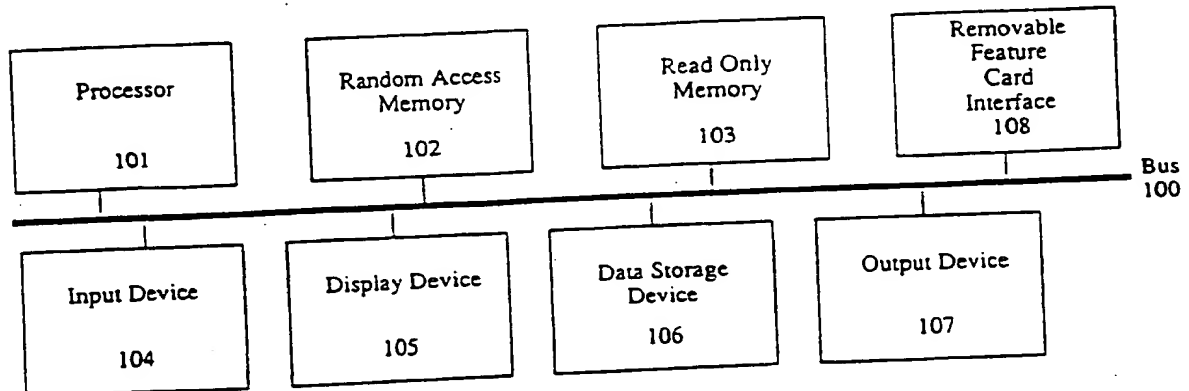 Processor
101
Random Access
Memory
102
Read Only
Memory
103
Removable
Feature
Card
Interface
108
Bus
100
Input Device
104
Display Device
105
Data Storage
Device
106
Output Device
107